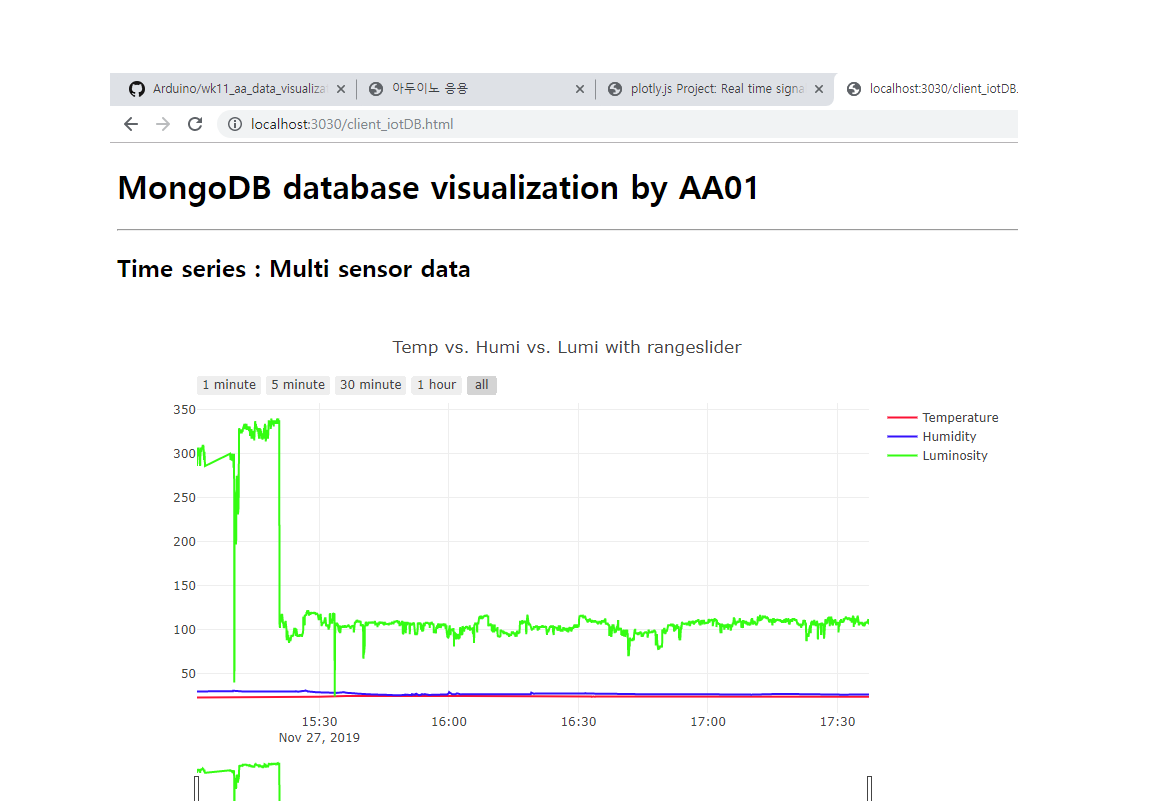 Arduino/wk11_aa_data_visualizat
아두이노 응용
plotly.js Project: Real time signa
localhost:3030/client_iotDB.
localhost:3030/client_iotDB.html
MongoDB database visualization by AA01
Time series : Multi sensor data
Temp vs. Humi vs. Lumi with rangeslider
1 minute 5 minute 30 minute 1 hour all
350
300
250
200
150
100
50
Temperature
Humidity
Luminosity
15:30 16:00 16:30 17:00 17:30
Nov 27, 2019